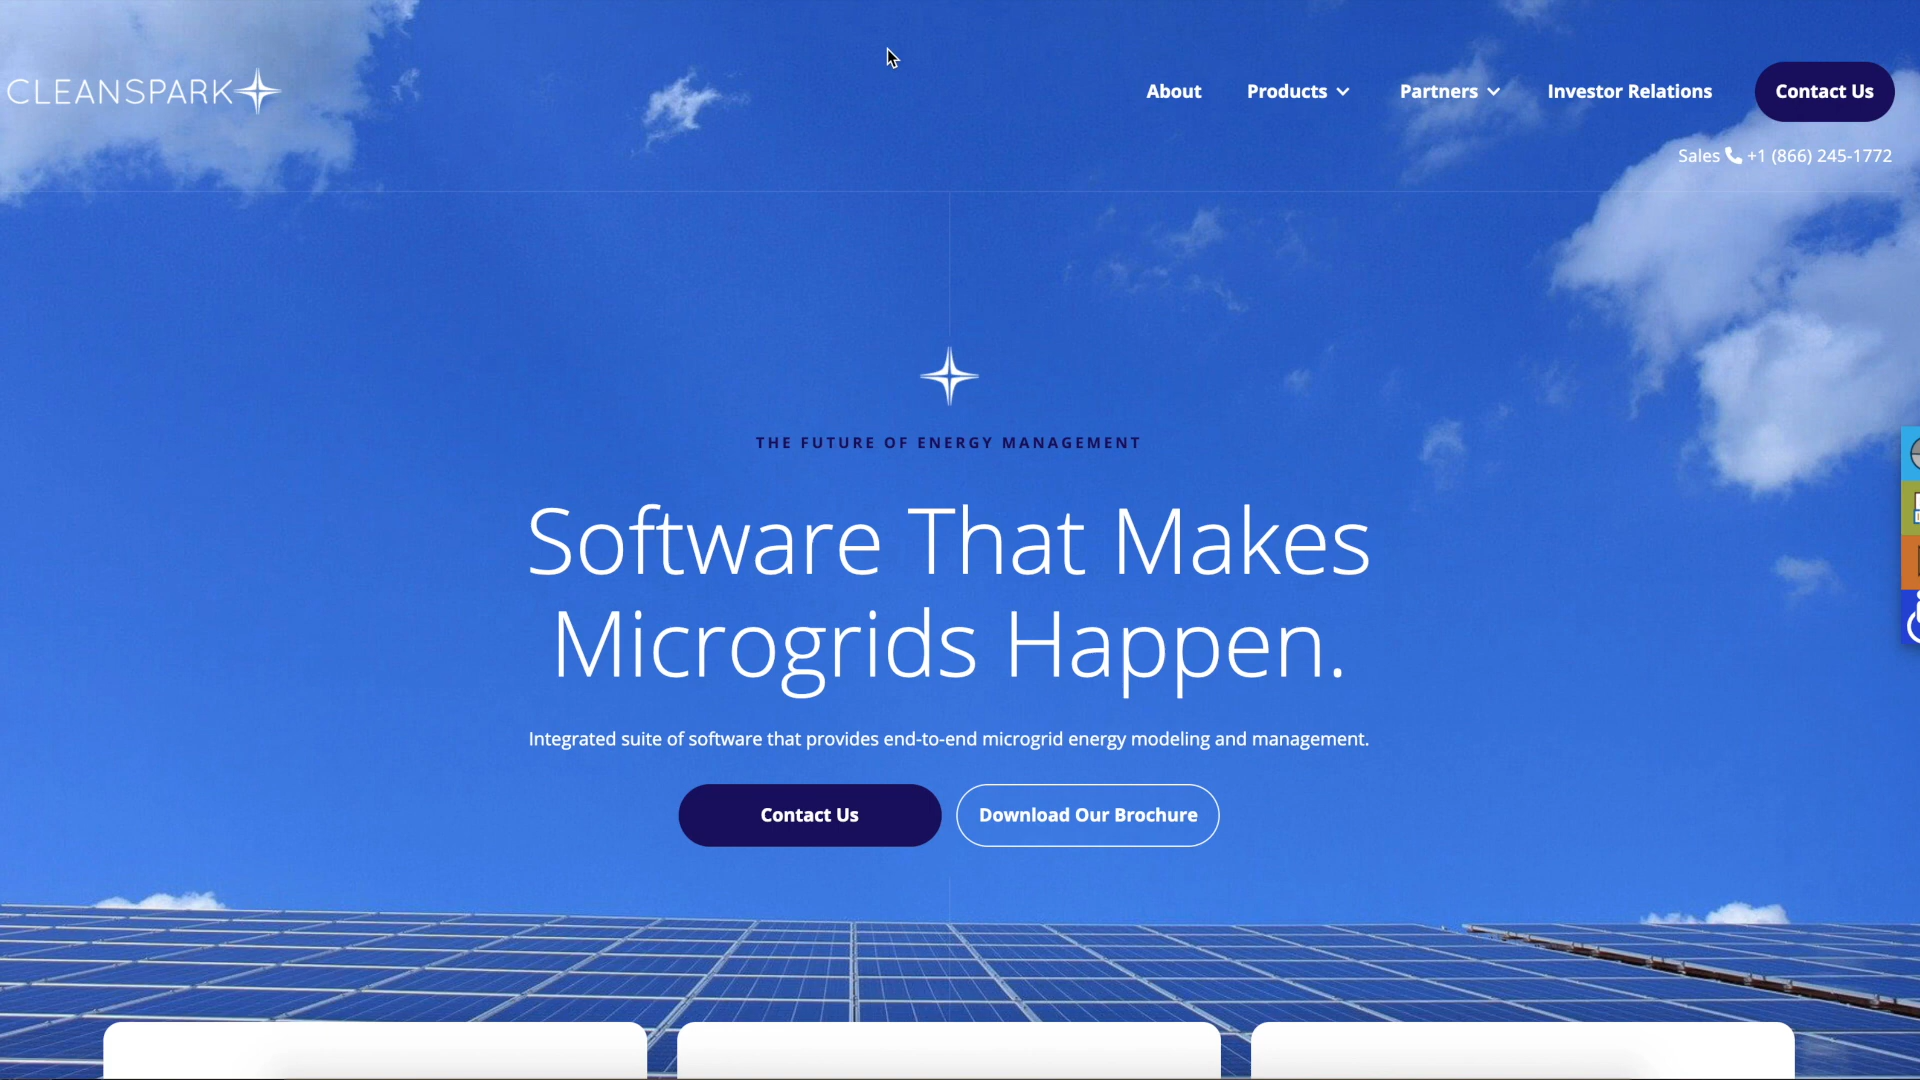 CLEANSPARK
About
Products
Partners
Investor Relations
Contact Us
Sales +1 (866) 245-1772
THE FUTURE OF ENERGY MANAGEMENT
Software That Makes
Microgrids Happen.
Integrated suite of software that provides end-to-end microgrid energy modeling and management.
Contact Us
Download Our Brochure